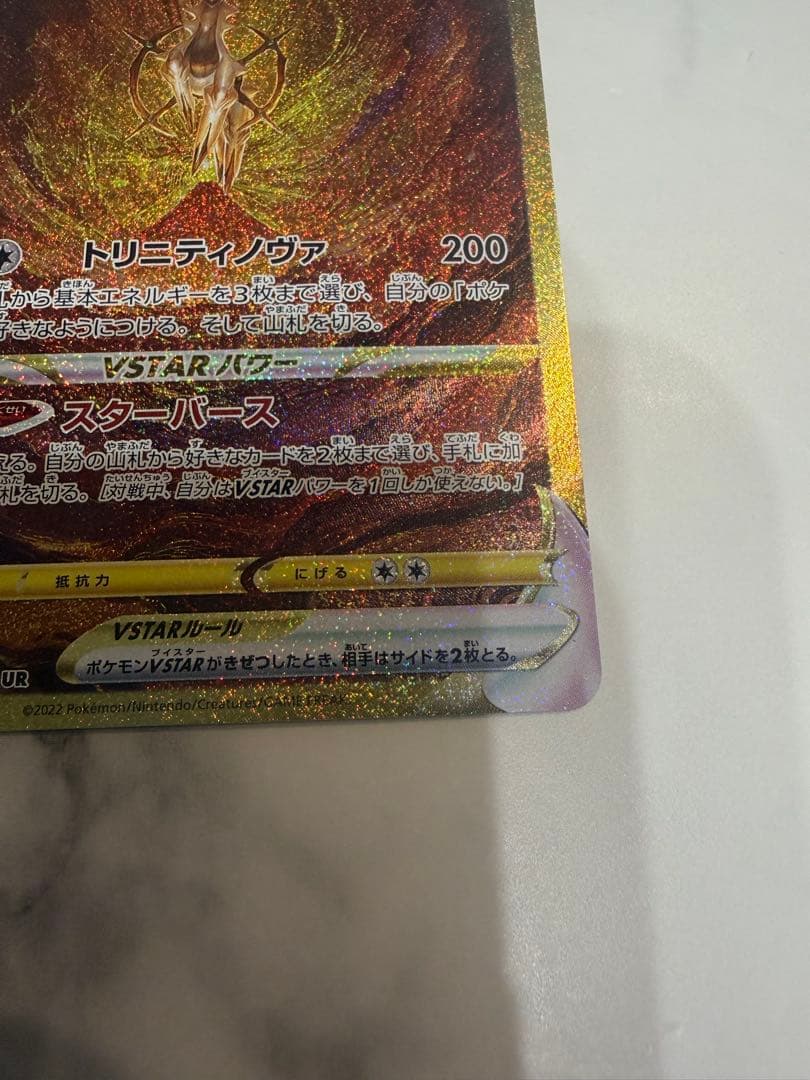 トリニティノヴァ 200
札から基本エネルギーを3枚まで選び、自分の「ポケ
好きなようにつける。そして山札を切る。
VSTARパワー
スターバース
える。自分の山札から好きなカードを2枚まで選び、手札に加
札を切る。[対戦中、自分はVSTARパワーを1回しか使えない。]
抵抗力 にげる
VSTARルール
ポケモンVSTARがきぜつしたとき、相手はサイドを2枚とる。
UR
©2022 Pokémon/Nintendo/Creatures/GAME FREAK